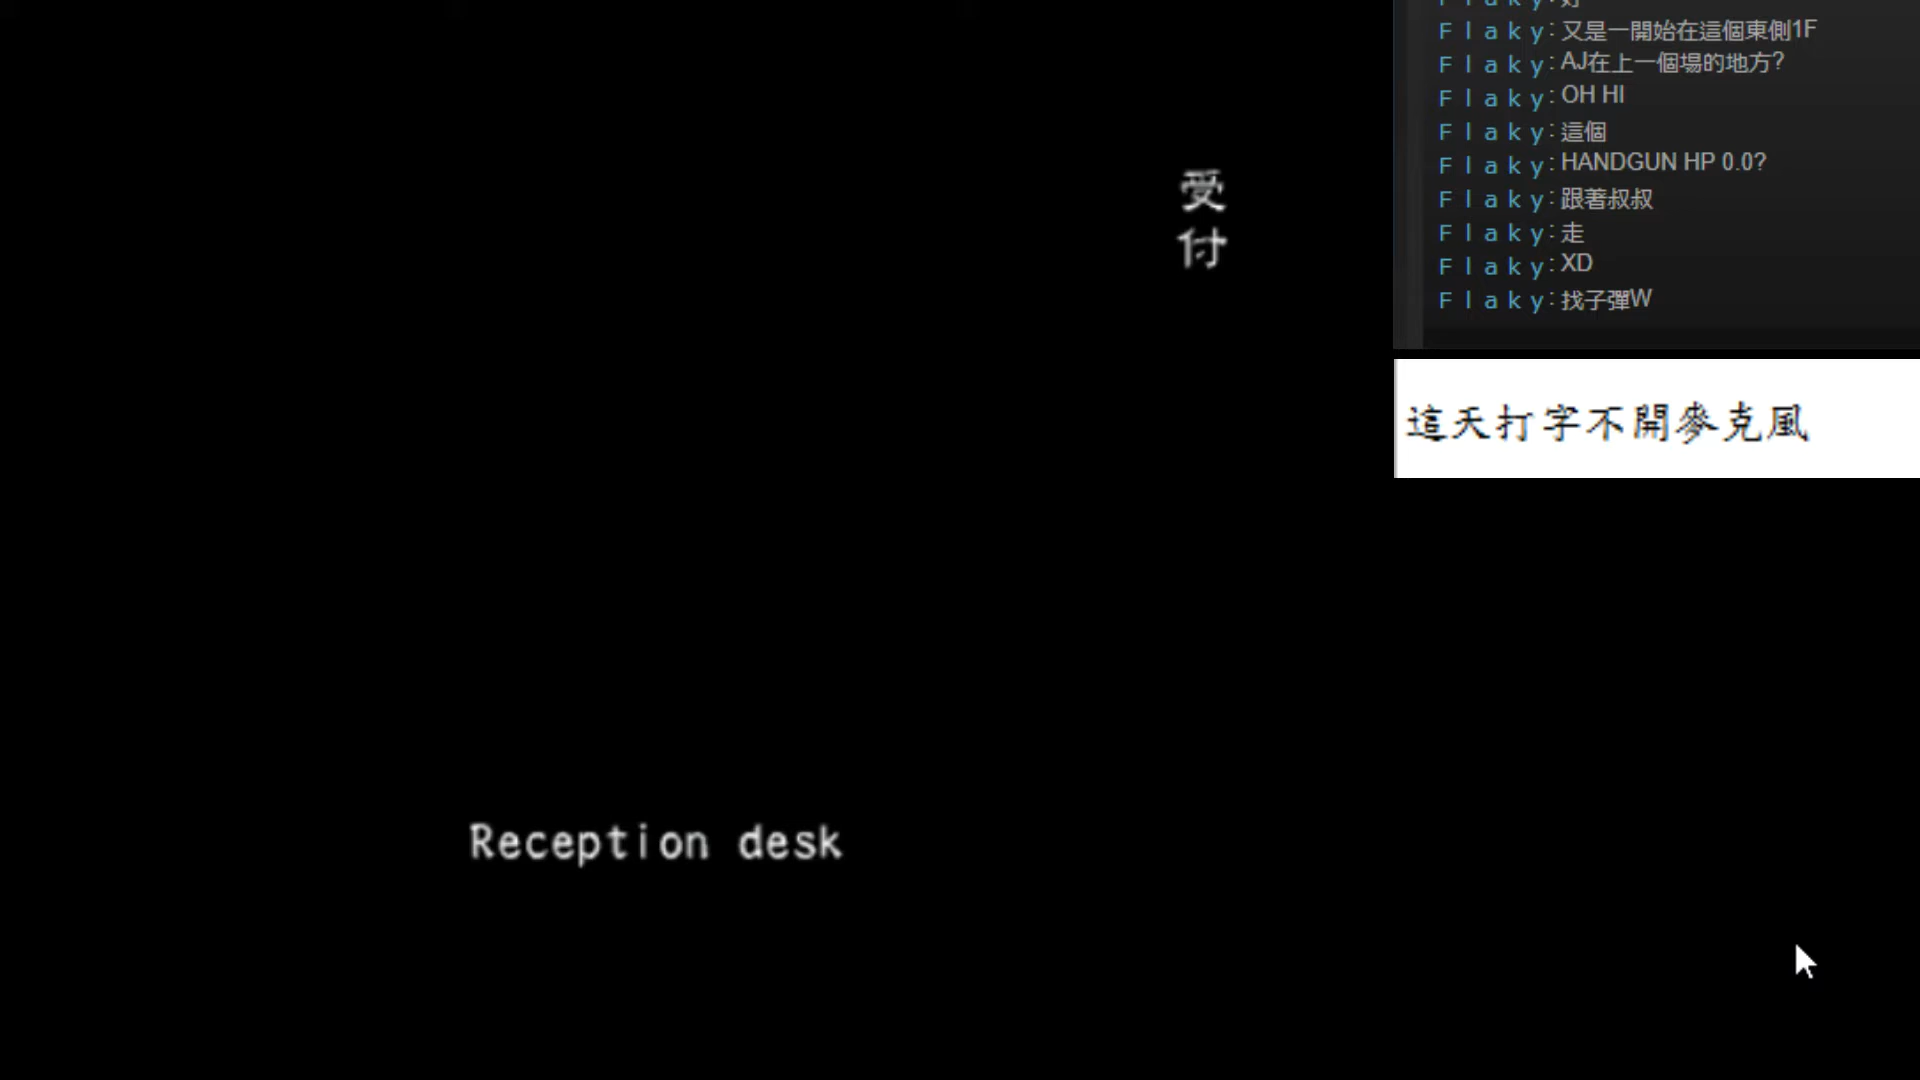 Flaky: 又是一開始在這個東側1F
Flaky: AJ在上一個場的地方?
Flaky: OH HI
Flaky: 這個
Flaky: HANDGUN HP 0.0?
Flaky: 跟著叔叔
Flaky: 走
Flaky: XD
Flaky: 找子彈W
這天打字不開麥克風
受付
Reception desk